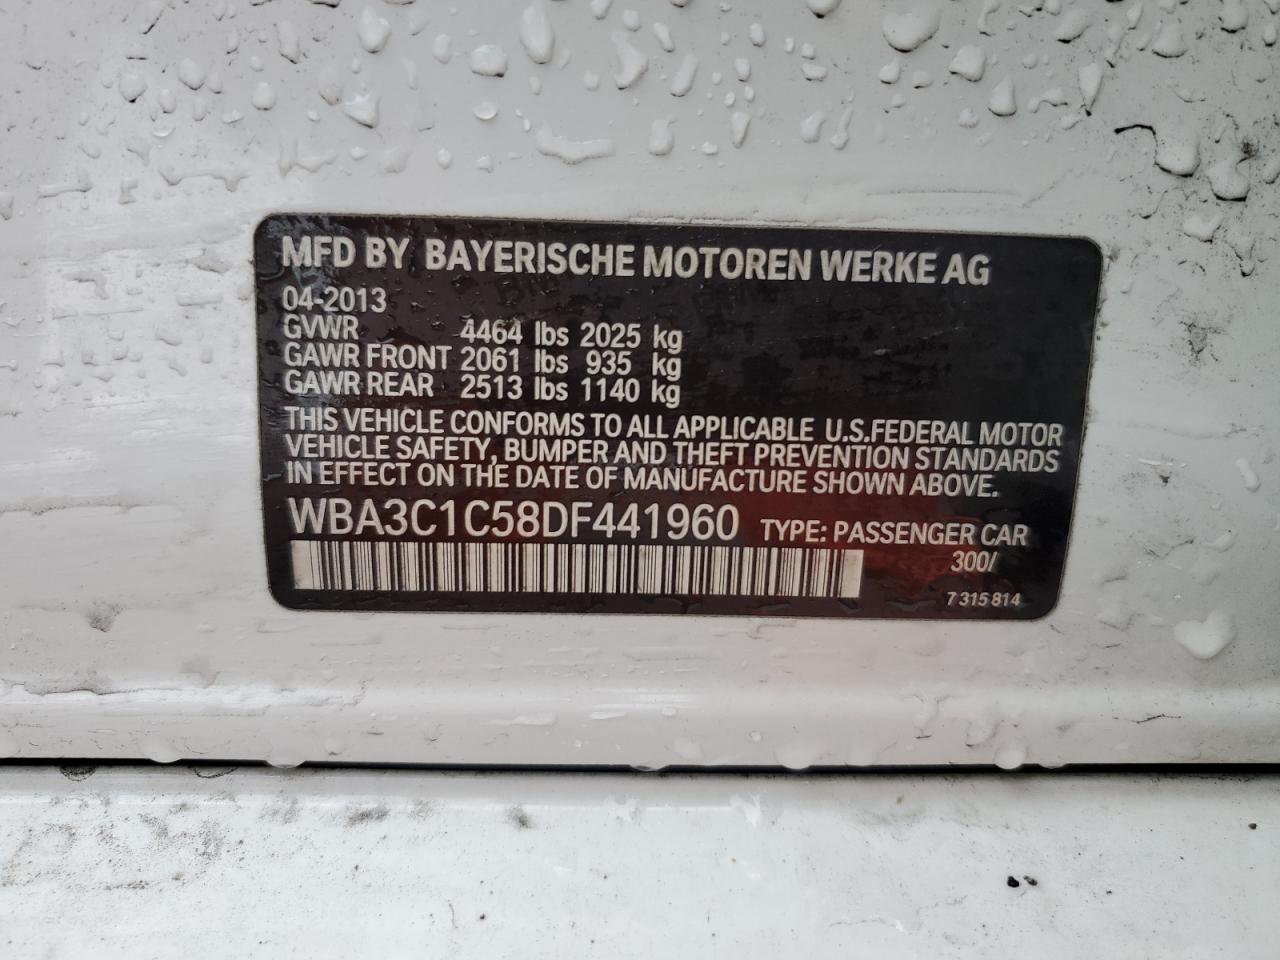 MFD BY BAYERISCHE MOTOREN WERKE AG
04-2013
GVWR 4464 lbs 2025 kg
GAWR FRONT 2061 lbs 935 kg
GAWR REAR 2513 lbs 1140 kg
THIS VEHICLE CONFORMS TO ALL APPLICABLE U.S.FEDERAL MOTOR
VEHICLE SAFETY, BUMPER AND THEFT PREVENTION STANDARDS
IN EFFECT ON THE DATE OF MANUFACTURE SHOWN ABOVE.
WBA3C1C58DF441960 TYPE: PASSENGER CAR
300/
7 315 814